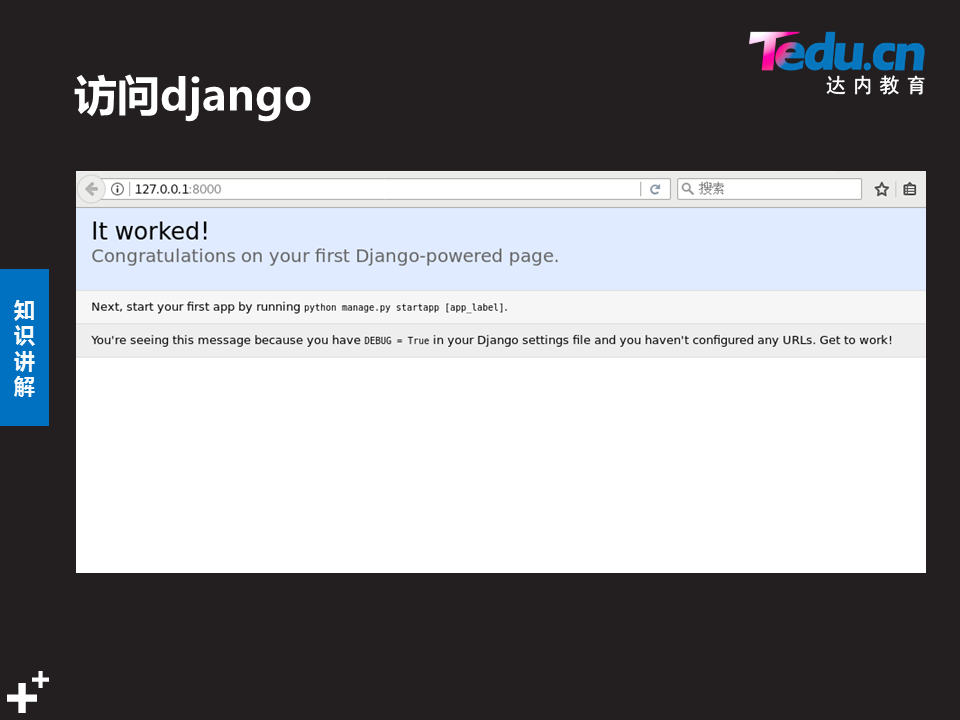 Tedu.cn
达内教育
访问django
127.0.0.1:8000
搜索
It worked!
Congratulations on your first Django-powered page.
Next, start your first app by running python manage.py startapp [app_label].
You're seeing this message because you have DEBUG = True in your Django settings file and you haven't configured any URLs. Get to work!
知识讲解